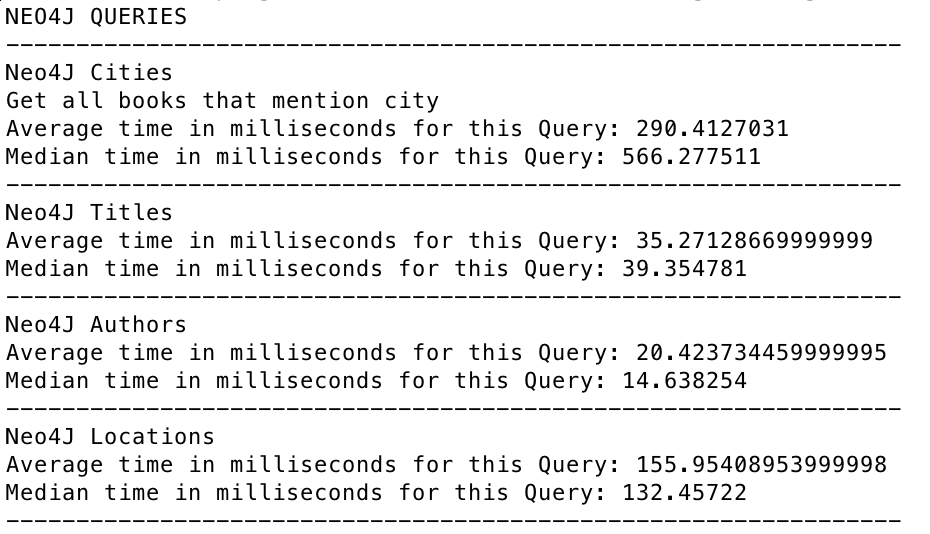 NEO4J QUERIES
----------------------------------------------------------------
Neo4J Cities
Get all books that mention city
Average time in milliseconds for this Query: 290.4127031
Median time in milliseconds for this Query: 566.277511
----------------------------------------------------------------
Neo4J Titles
Average time in milliseconds for this Query: 35.27128669999999
Median time in milliseconds for this Query: 39.354781
----------------------------------------------------------------
Neo4J Authors
Average time in milliseconds for this Query: 20.423734459999995
Median time in milliseconds for this Query: 14.638254
----------------------------------------------------------------
Neo4J Locations
Average time in milliseconds for this Query: 155.95408953999998
Median time in milliseconds for this Query: 132.45722
----------------------------------------------------------------